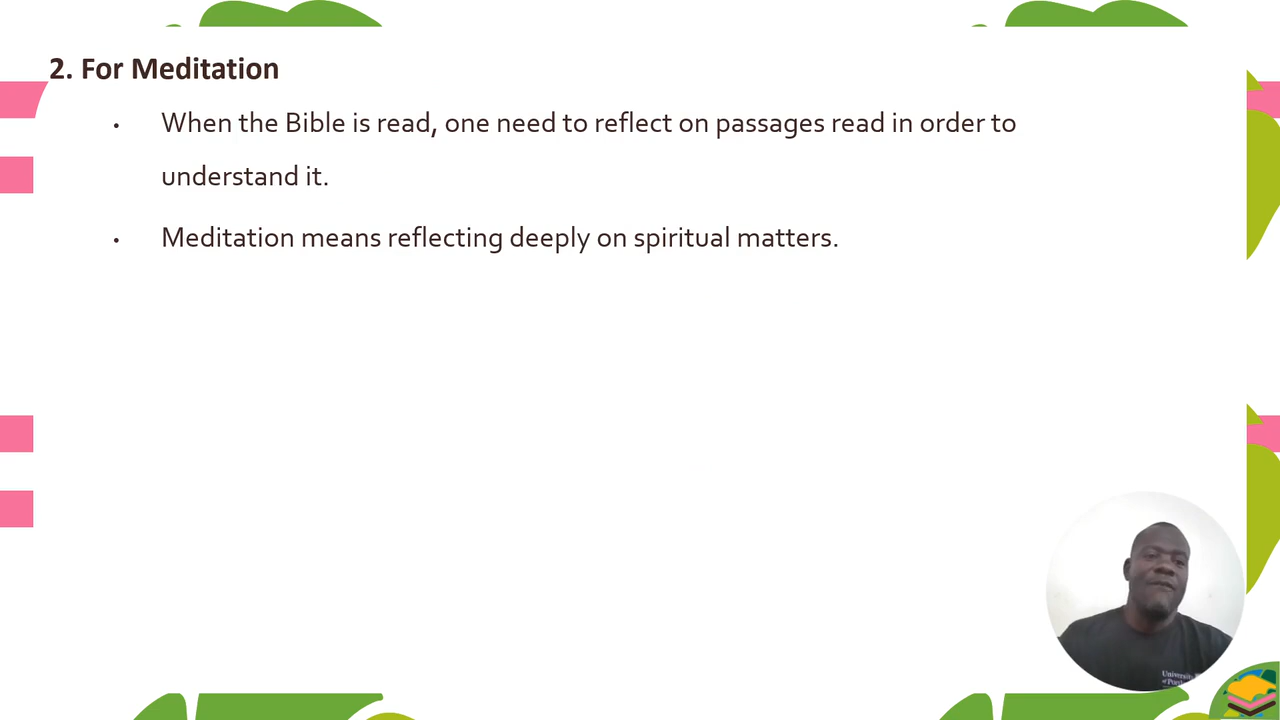 2. For Meditation
• When the Bible is read, one need to reflect on passages read in order to
understand it.
• Meditation means reflecting deeply on spiritual matters.
University